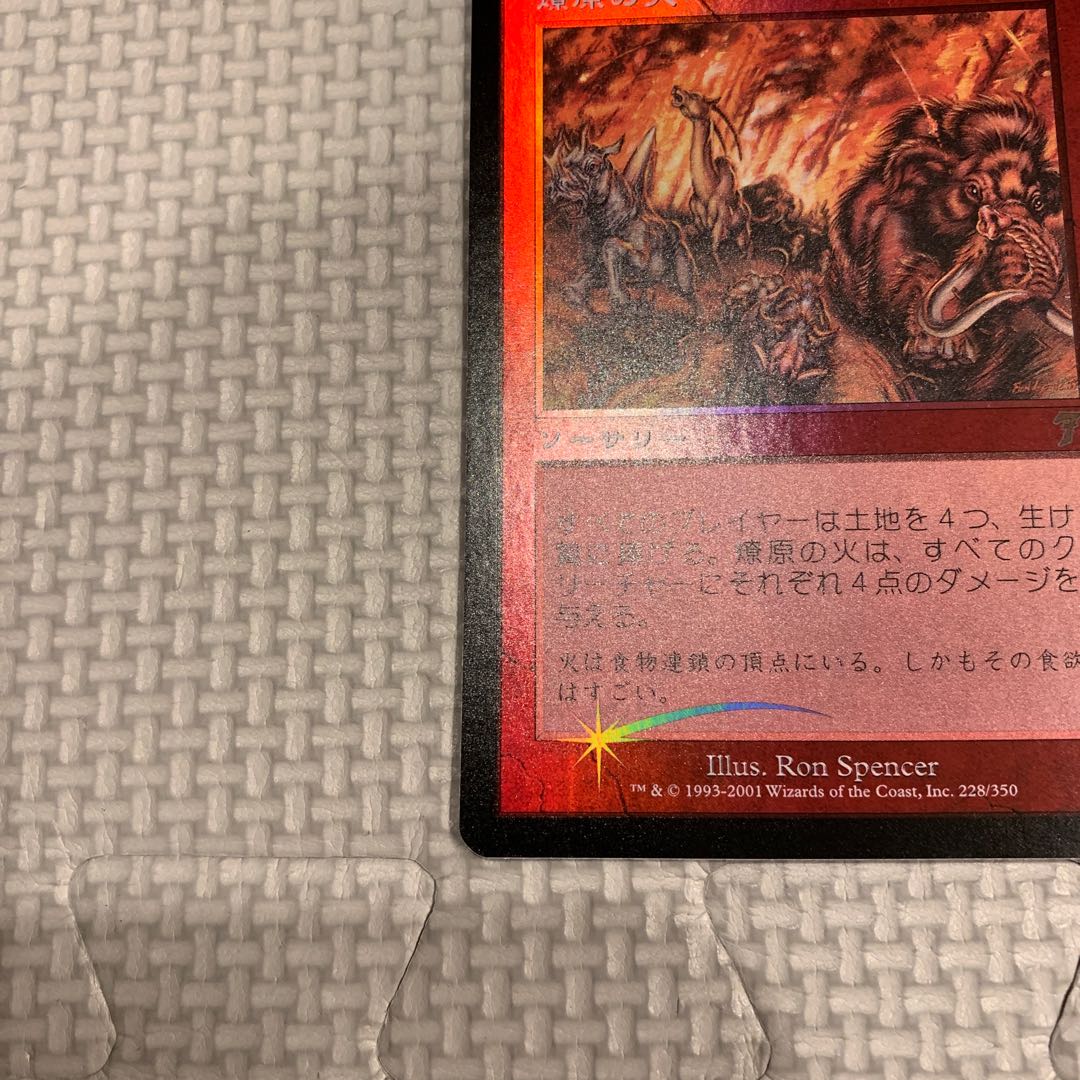 燎原の火
ソーサリー
すべてのプレイヤーは土地を4つ、生け
贄に捧げる。燎原の火は、すべてのク
リーチャーにそれぞれ4点のダメージを
与える。
火は食物連鎖の頂点にいる。しかもその食欲
はすごい。
Illus. Ron Spencer
™ & © 1993-2001 Wizards of the Coast, Inc. 228/350